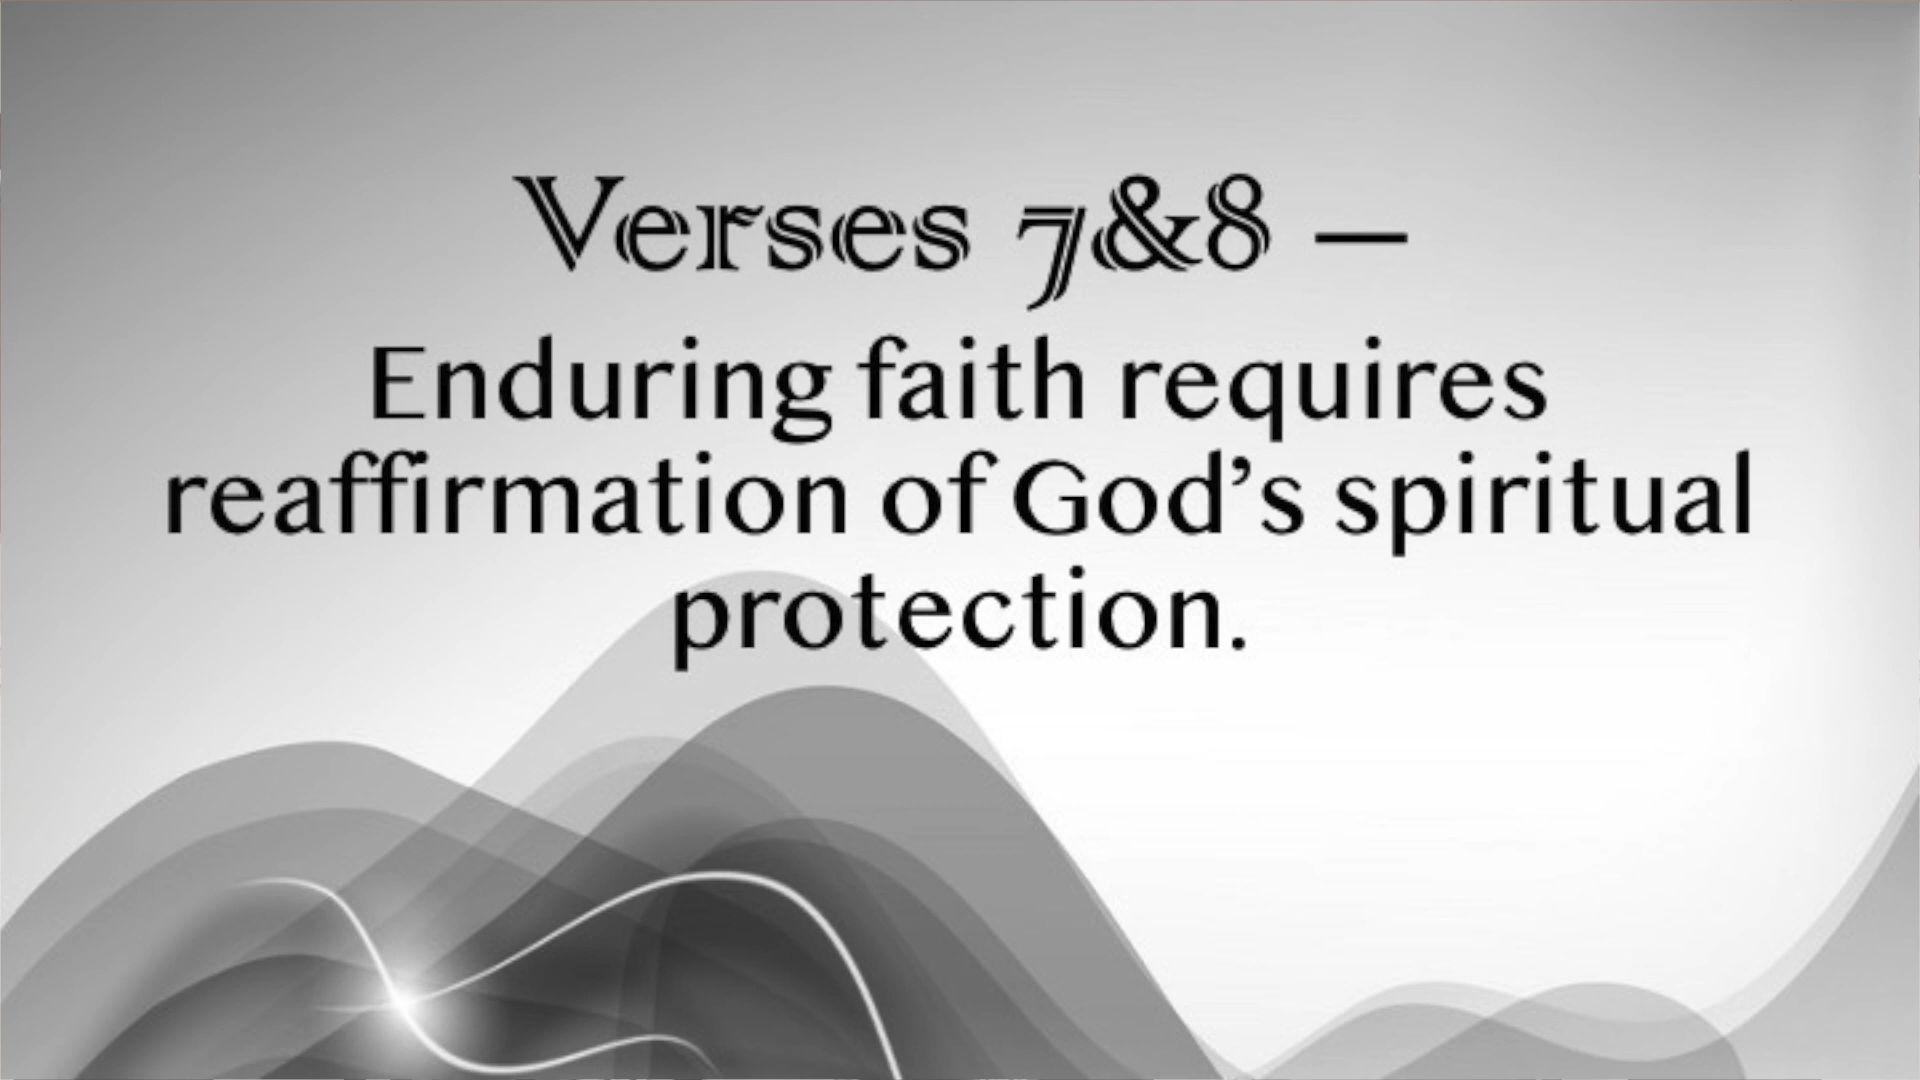 Verses 7&8 –
Enduring faith requires
reaffirmation of God’s spiritual
protection.